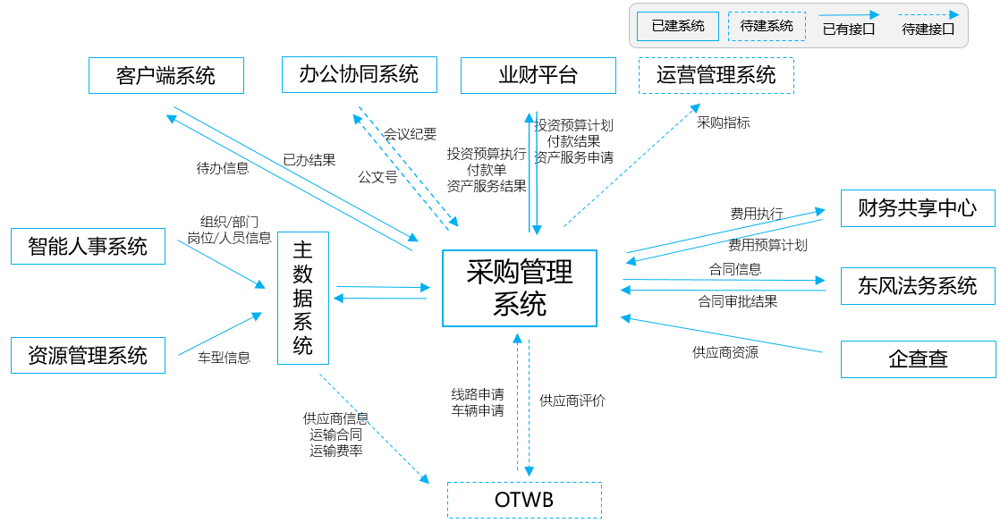 已建系统
待建系统
已有接口
待建接口
客户端系统
办公协同系统
业财平台
运营管理系统
会议纪要
公文号
投资预算计划
付款结果
资产服务申请
投资预算执行
付款单
资产服务结果
采购指标
待办信息
已办结果
组织/部门
岗位/人员信息
智能人事系统
主
数
据
系
统
采购管理
系统
费用执行
费用预算计划
财务共享中心
合同信息
合同审批结果
东风法务系统
资源管理系统
车型信息
供应商资源
企查查
线路申请
车辆申请
供应商评价
供应商信息
运输合同
运输费率
OTWB